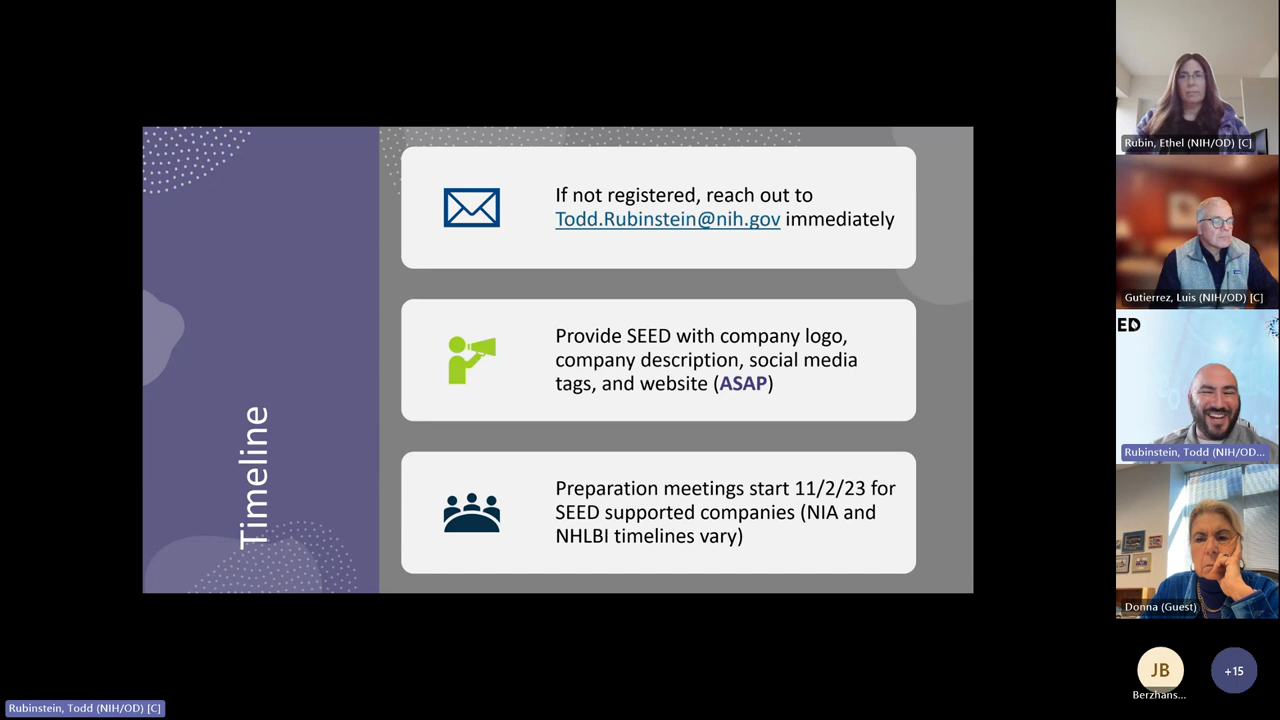 Timeline
If not registered, reach out to
Todd.Rubinstein@nih.gov immediately
Provide SEED with company logo,
company description, social media
tags, and website (ASAP)
Preparation meetings start 11/2/23 for
SEED supported companies (NIA and
NHLBI timelines vary)
Rubin, Ethel (NIH/OD) [C]
Gutierrez, Luis (NIH/OD) [C]
ED
Rubinstein, Todd (NIH/OD...
Donna (Guest)
JB
+15
Berzhans...
Rubinstein, Todd (NIH/OD) [C]